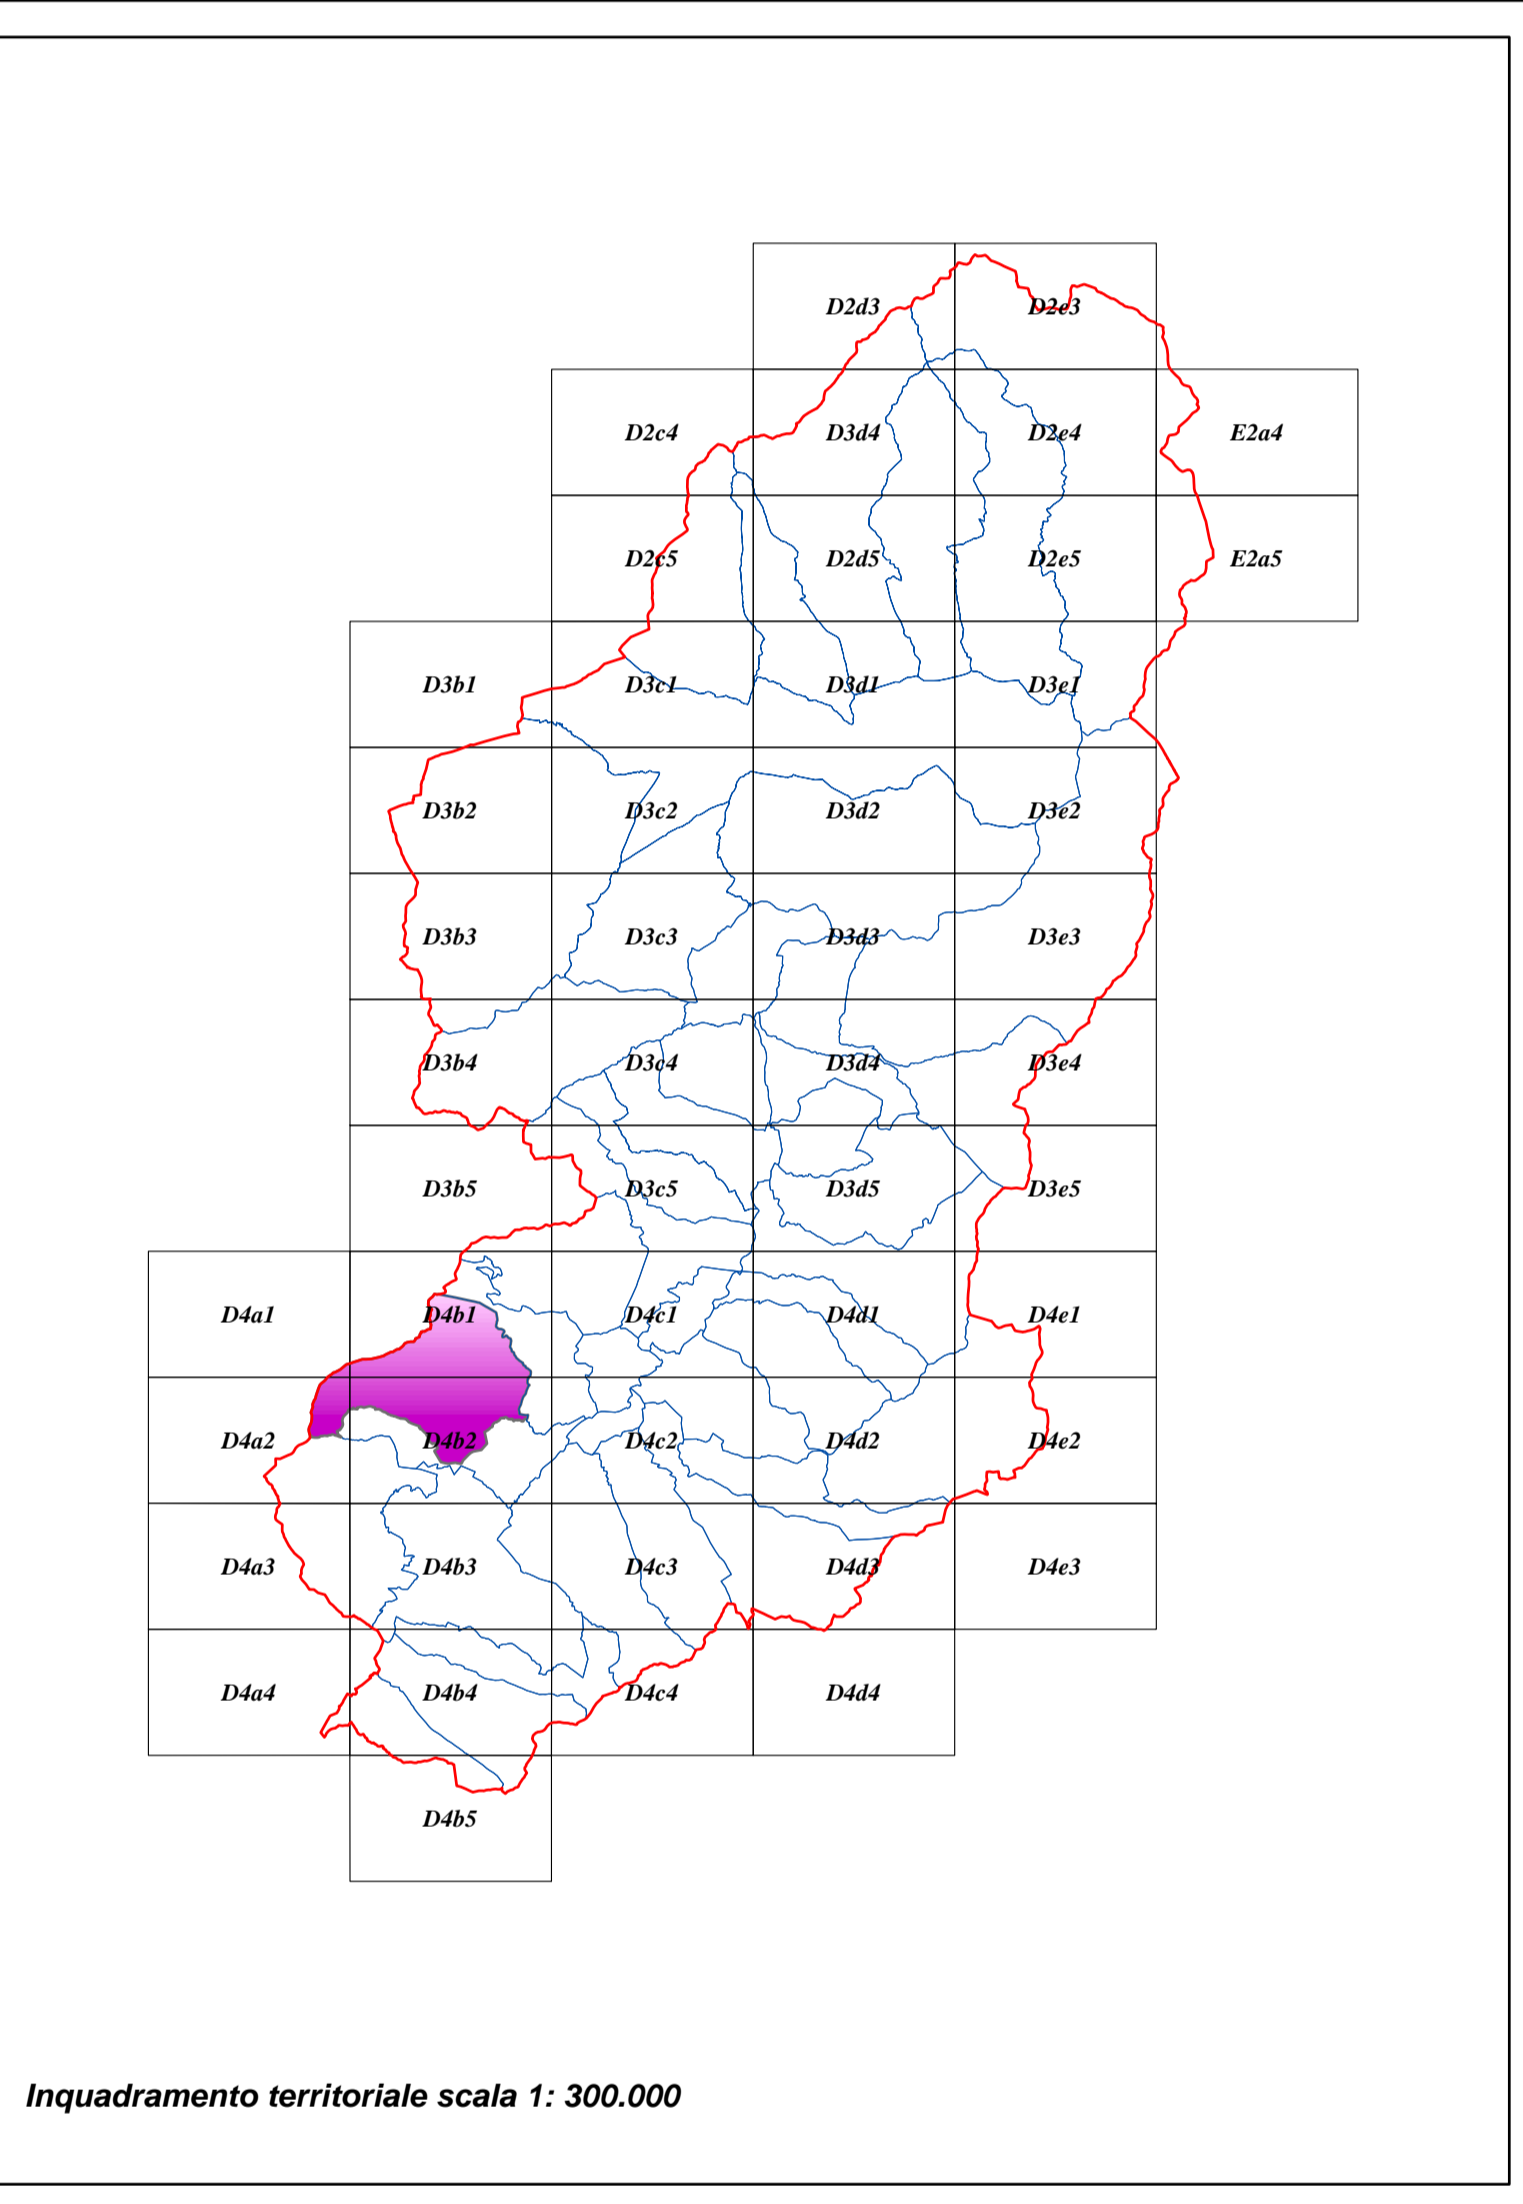 D2d3 D2e3
D2c4 D3d4 D2e4 E2a4
D2c5 D2d5 D2e5 E2a5
D3b1 D3c1 D3d1 D3e1
D3b2 D3c2 D3d2 D3e2
D3b3 D3c3 D3d3 D3e3
D3b4 D3c4 D3d4 D3e4
D3b5 D3c5 D3d5 D3e5
D4a1 D4b1 D4c1 D4d1 D4e1
D4a2 D4b2 D4c2 D4d2 D4e2
D4a3 D4b3 D4c3 D4d3 D4e3
D4a4 D4b4 D4c4 D4d4
D4b5
Inquadramento territoriale scala 1: 300.000